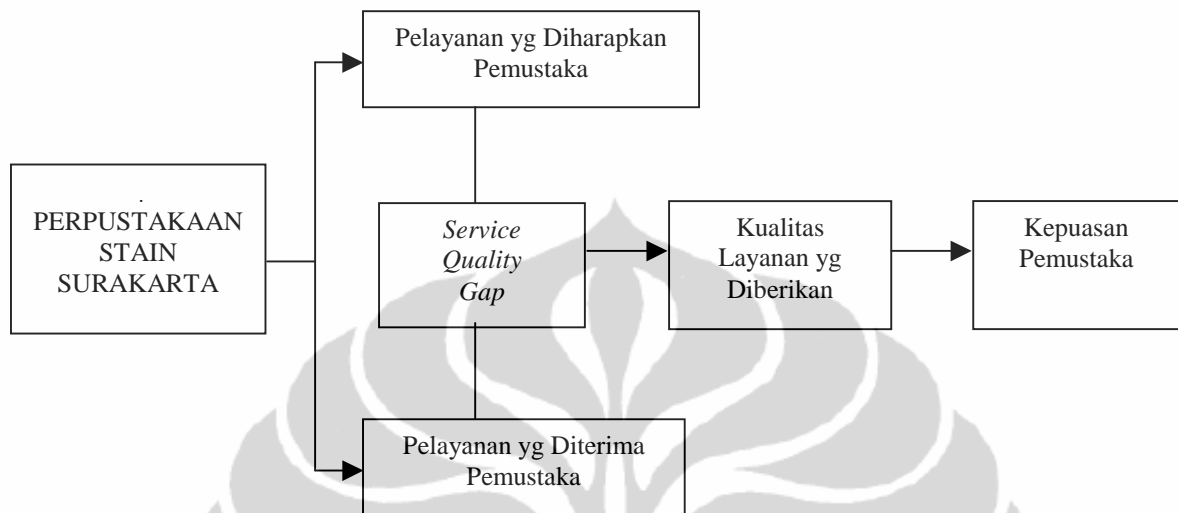 Pelayanan yg Diharapkan
Pemustaka
.
PERPUSTAKAAN
STAIN
SURAKARTA
Service
Quality
Gap
Kualitas
Layanan yg
Diberikan
Kepuasan
Pemustaka
Pelayanan yg Diterima
Pemustaka